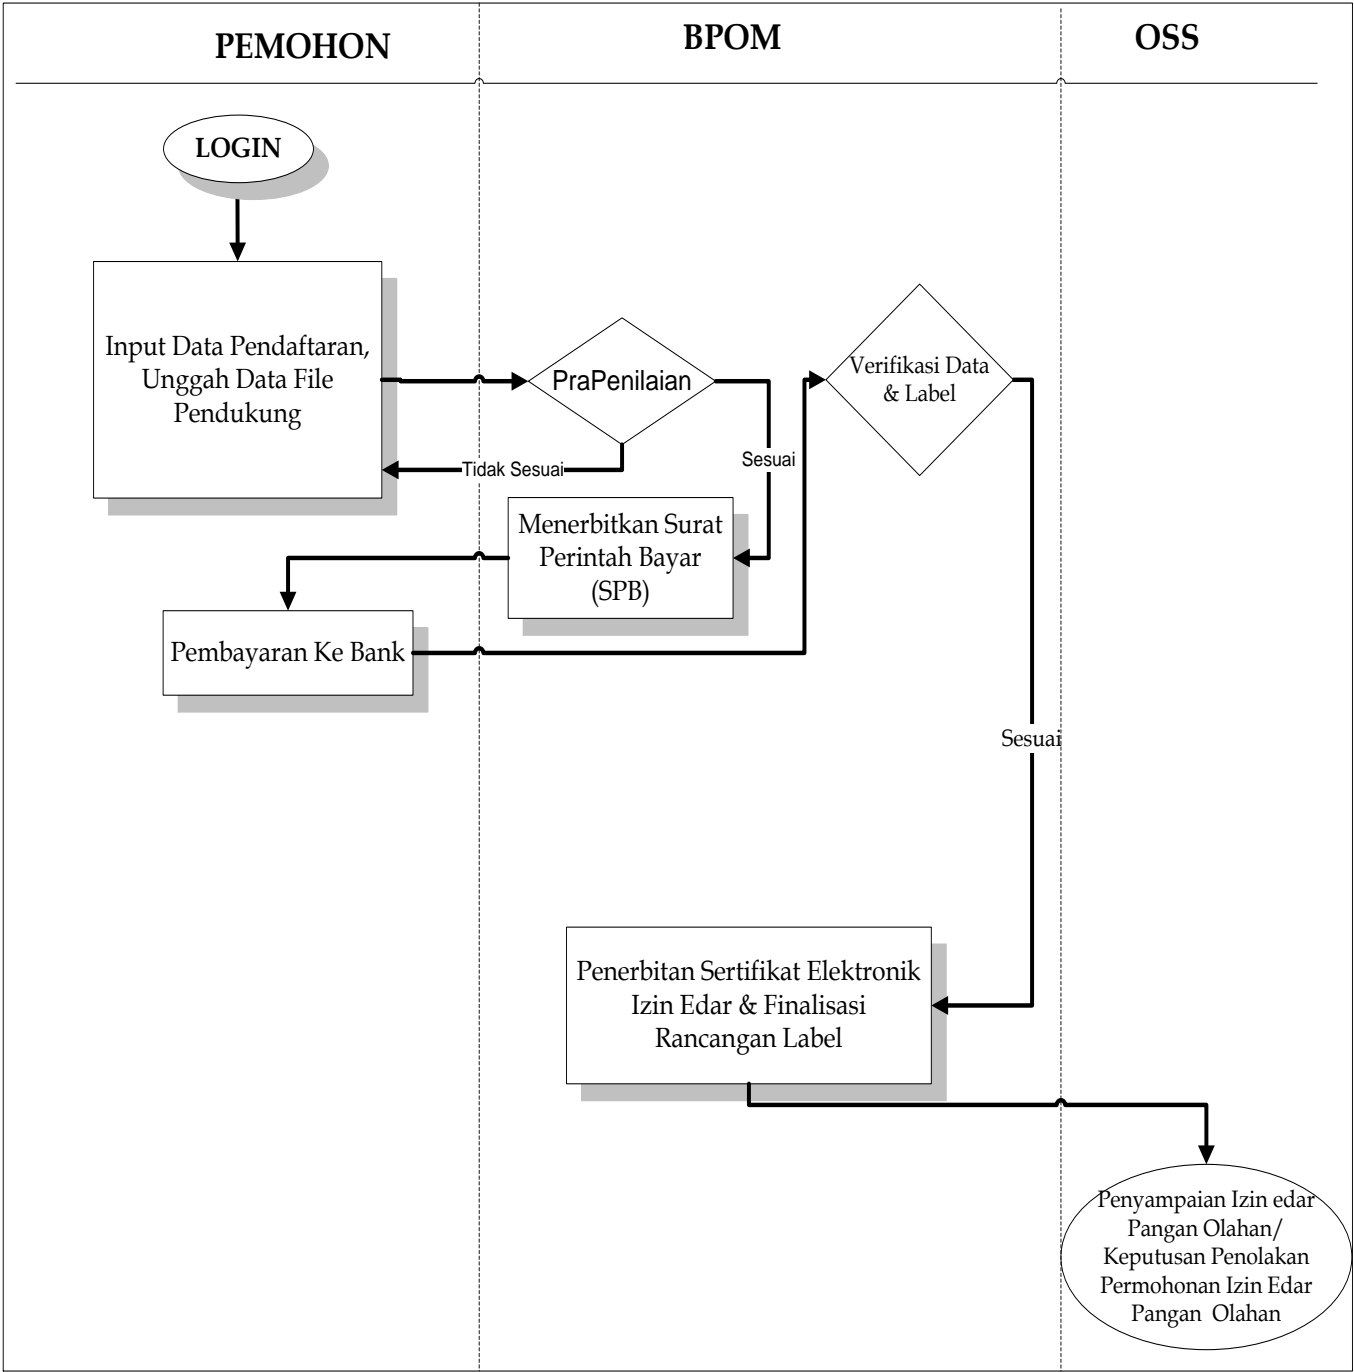 PEMOHON
BPOM
OSS
LOGIN
Input Data Pendaftaran,
Unggah Data File
Pendukung
PraPenilaian
Verifikasi Data
& Label
Tidak Sesuai
Sesuai
Menerbitkan Surat
Perintah Bayar
(SPB)
Pembayaran Ke Bank
Sesuai
Penerbitan Sertifikat Elektronik
Izin Edar & Finalisasi
Rancangan Label
Penyampaian Izin edar
Pangan Olahan/
Keputusan Penolakan
Permohonan Izin Edar
Pangan Olahan